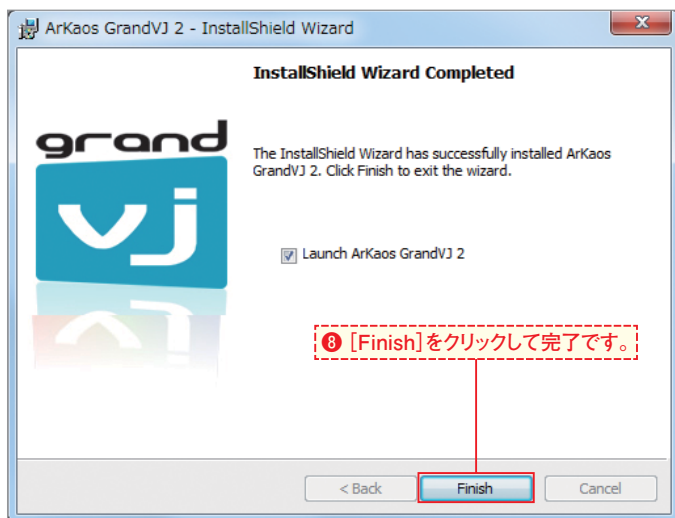 ArKaos GrandVJ 2 - InstallShield Wizard
InstallShield Wizard Completed
grand
vj
The InstallShield Wizard has successfully installed ArKaos
GrandVJ 2. Click Finish to exit the wizard.
Launch ArKaos GrandVJ 2
❽ [Finish]をクリックして完了です。
< Back
Finish
Cancel